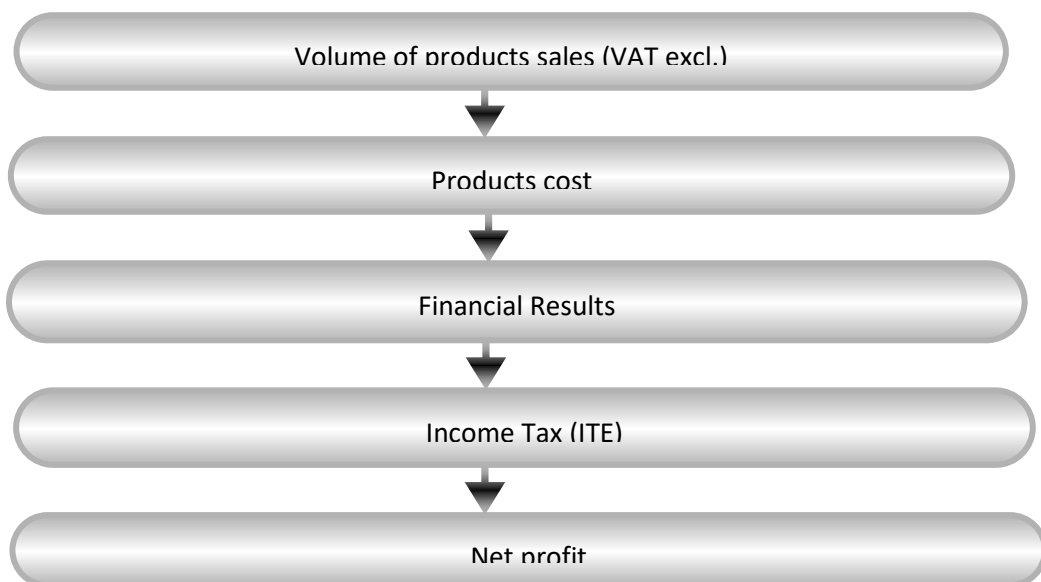 Volume of products sales (VAT excl.)
Products cost
Financial Results
Income Tax (ITE)
Net profit